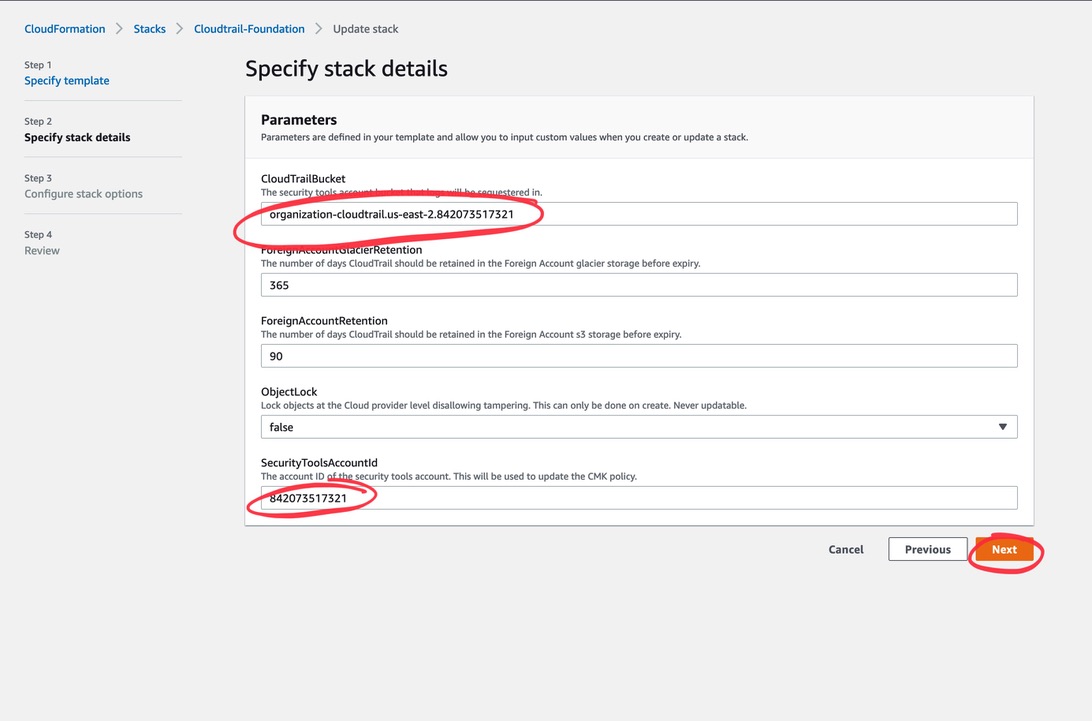 CloudFormation > Stacks > Cloudtrail-Foundation > Update stack
Step 1
Specify template
Step 2
Specify stack details
Step 3
Configure stack options
Step 4
Review
Specify stack details
Parameters
Parameters are defined in your template and allow you to input custom values when you create or update a stack.
CloudTrailBucket
The security tools account bucket that logs will be sequestered in.
organization-cloudtrail.us-east-2.842073517321
ForeignAccountGlacierRetention
The number of days CloudTrail should be retained in the Foreign Account glacier storage before expiry.
365
ForeignAccountRetention
The number of days CloudTrail should be retained in the Foreign Account s3 storage before expiry.
90
ObjectLock
Lock objects at the Cloud provider level disallowing tampering. This can only be done on create. Never updatable.
false
SecurityToolsAccountId
The account ID of the security tools account. This will be used to update the CMK policy.
842073517321
Cancel
Previous
Next